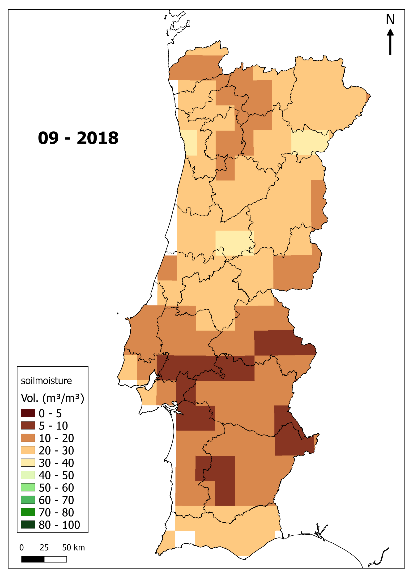 N
09 - 2018
soilmoisture
Vol. (m³/m³)
0 - 5
5 - 10
10 - 20
20 - 30
30 - 40
40 - 50
50 - 60
60 - 70
70 - 80
80 - 100
0 25 50 km